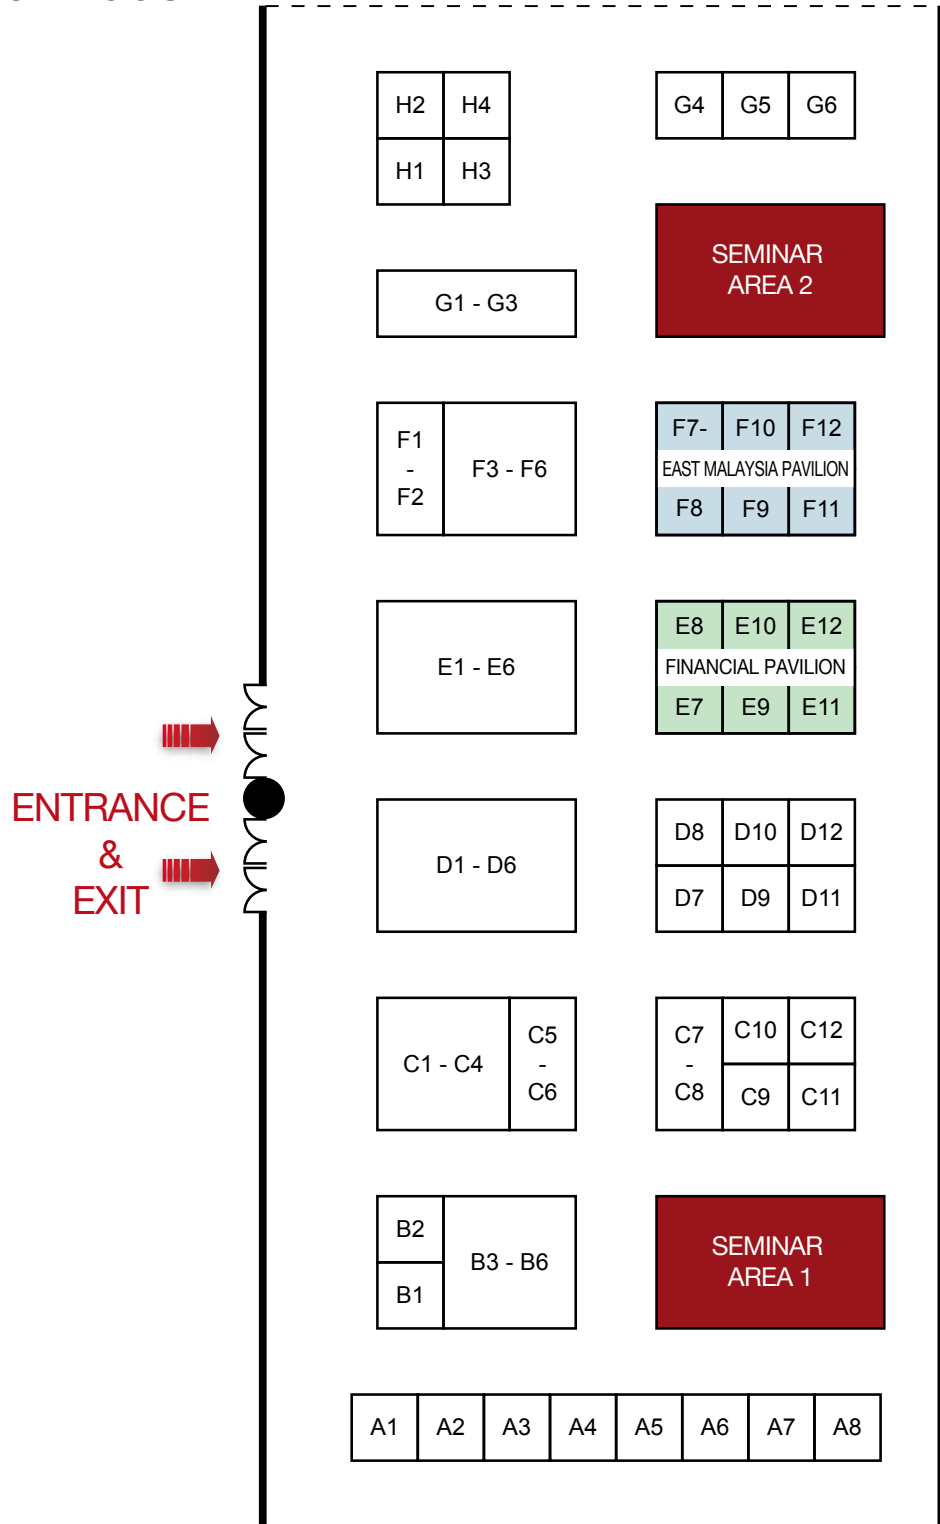 H2 H4
H1 H3
G4 G5 G6
SEMINAR
AREA 2
G1 - G3
F1
-
F2
F3 - F6
F7- F10 F12
EAST MALAYSIA PAVILION
F8 F9 F11
E1 - E6
E8 E10 E12
FINANCIAL PAVILION
E7 E9 E11
ENTRANCE
&
EXIT
D1 - D6
D8 D10 D12
D7 D9 D11
C1 - C4
C5
-
C6
C7
-
C8
C10 C12
C9 C11
B2
B1
B3 - B6
SEMINAR
AREA 1
A1 A2 A3 A4 A5 A6 A7 A8